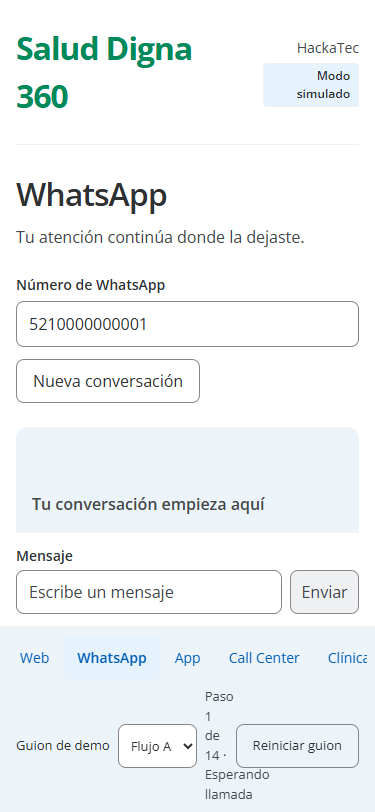 Salud Digna
360
HackaTec
Modo
simulado
WhatsApp
Tu atención continúa donde la dejaste.
Número de WhatsApp
5210000000001
Nueva conversación
Tu conversación empieza aquí
Mensaje
Escribe un mensaje
Enviar
Web
WhatsApp
App
Call Center
Clínica
Guion de demo
Flujo A
Paso
1
de
14 ·
Esperando
llamada
Reiniciar guion